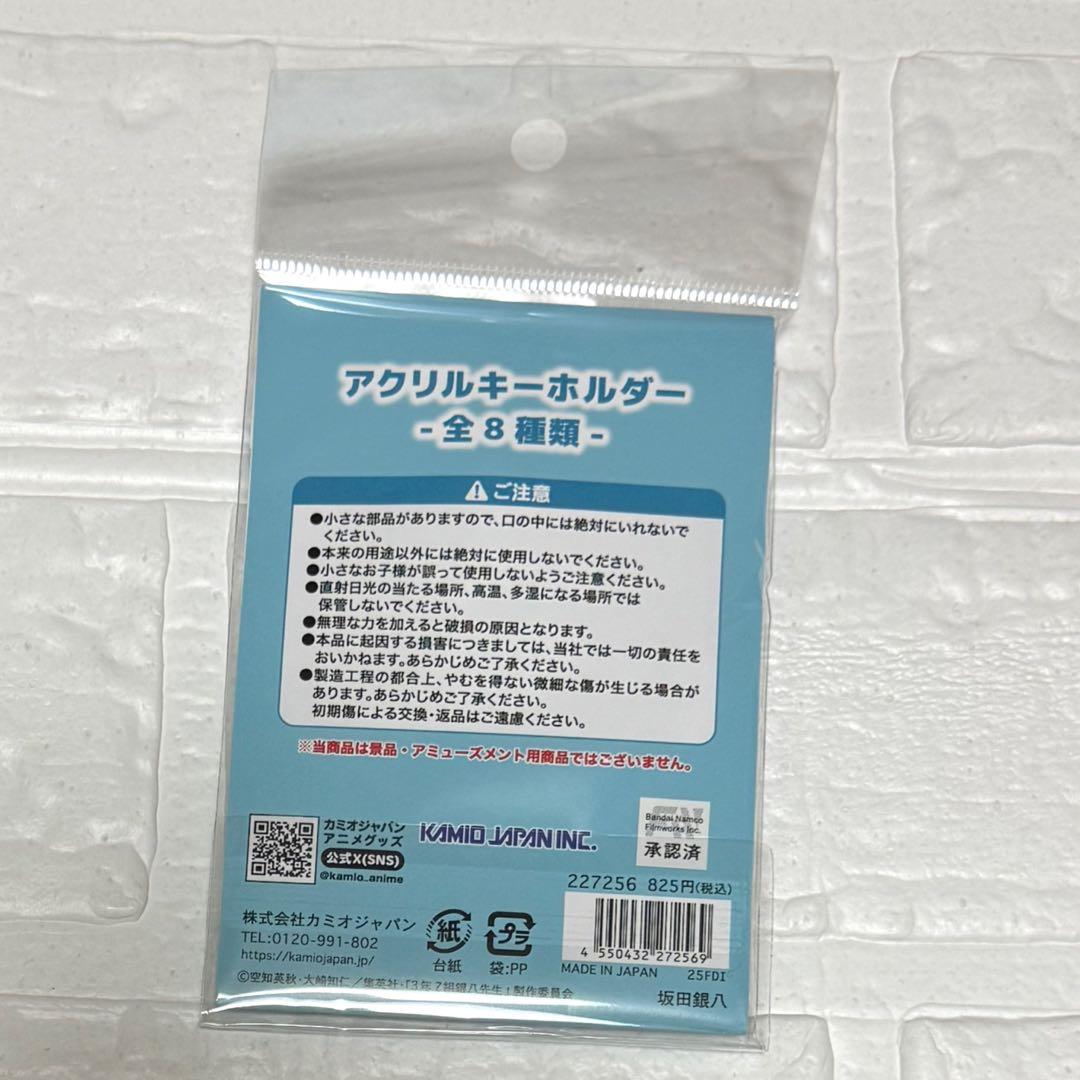 アクリルキーホルダー
-全8種類-
ご注意
●小さな部品がありますので、口の中には絶対にいれないで
ください。
●本来の用途以外には絶対に使用しないでください。
●小さなお子様が誤って使用しないようご注意ください。
●直射日光の当たる場所、高温、多湿になる場所では
保管しないでください。
●無理な力を加えると破損の原因となります。
●本品に起因する損害につきましては、当社では一切の責任を
おいかねます。あらかじめご了承ください。
●製造工程の都合上、やむを得ない微細な傷が生じる場合が
あります。あらかじめご了承ください。
初期傷による交換・返品はご遠慮ください。
※当商品は景品・アミューズメント用商品ではございません。
カミオジャパン
アニメグッズ
公式X(SNS)
@kamio_anime
KAMIO JAPAN INC.
Bandai Namco
Filmworks Inc.
承認済
227256 825円(税込)
株式会社カミオジャパン
TEL:0120-991-802
https://kamiojapan.jp/
紙
台紙
プラ
袋:PP
4 550432 272569
MADE IN JAPAN 25FDI
©空知英秋・大崎知仁／集英社・「3年Z組銀八先生」製作委員会
坂田銀八